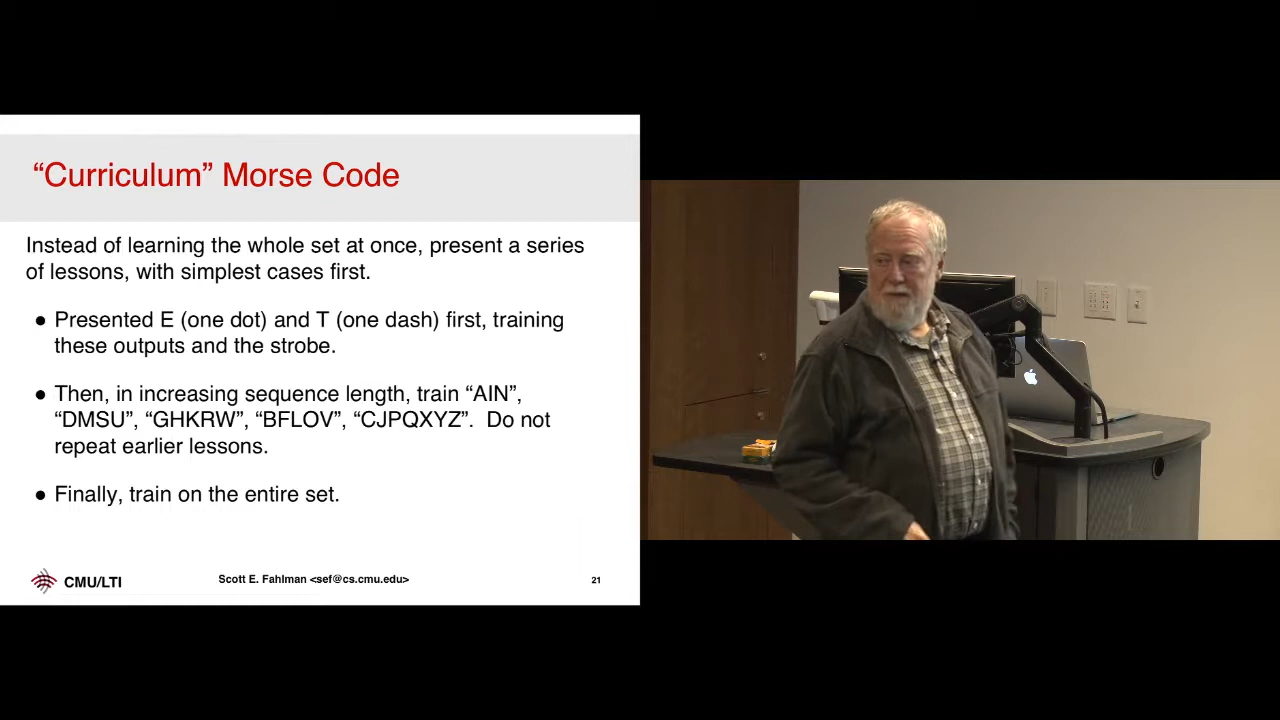 “Curriculum” Morse Code
Instead of learning the whole set at once, present a series
of lessons, with simplest cases first.
● Presented E (one dot) and T (one dash) first, training
these outputs and the strobe.
● Then, in increasing sequence length, train “AIN”,
“DMSU”, “GHKRW”, “BFLOV”, “CJPQXYZ”.  Do not
repeat earlier lessons.
● Finally, train on the entire set.
CMU/LTI
Scott E. Fahlman <sef@cs.cmu.edu>
21